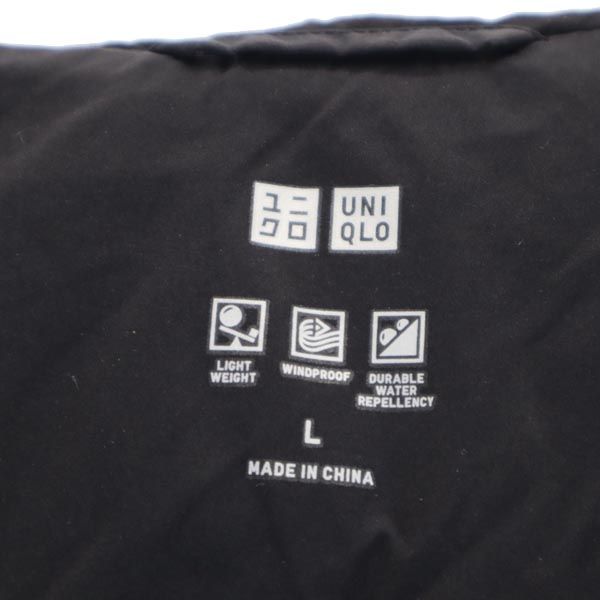 ユニ
クロ
UNI
QLO
LIGHT
WEIGHT
WINDPROOF
DURABLE
WATER
REPELLENCY
L
MADE IN CHINA